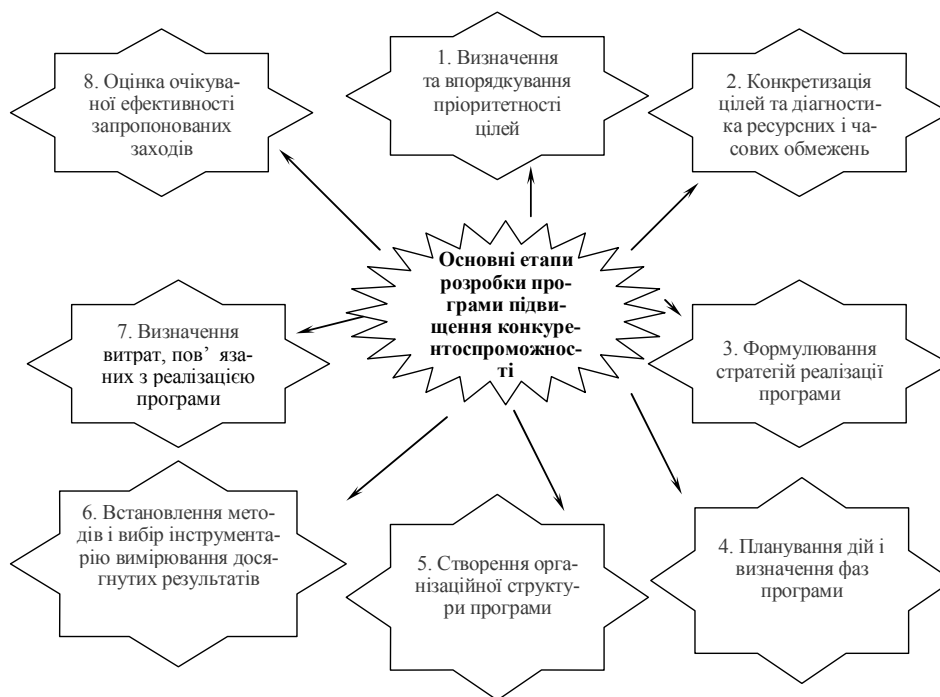 1. Визначення
та впорядкування
пріоритетності
цілей
2. Конкретизація
цілей та діагности-
ка ресурсних і ча-
сових обмежень
3. Формулювання
стратегій реалізації
програми
4. Планування дій і
визначення фаз
програми
5. Створення орга-
нізаційної структу-
ри програми
6. Встановлення мето-
дів і вибір інструмента-
рію вимірювання дося-
гнутих результатів
7. Визначення
витрат, пов’ яза-
них з реалізацією
програми
8. Оцінка очікува-
ної ефективності
запропонованих
заходів
Основні етапи
розробки про-
грами підви-
щення конкуре-
нтоспроможнос-
ті